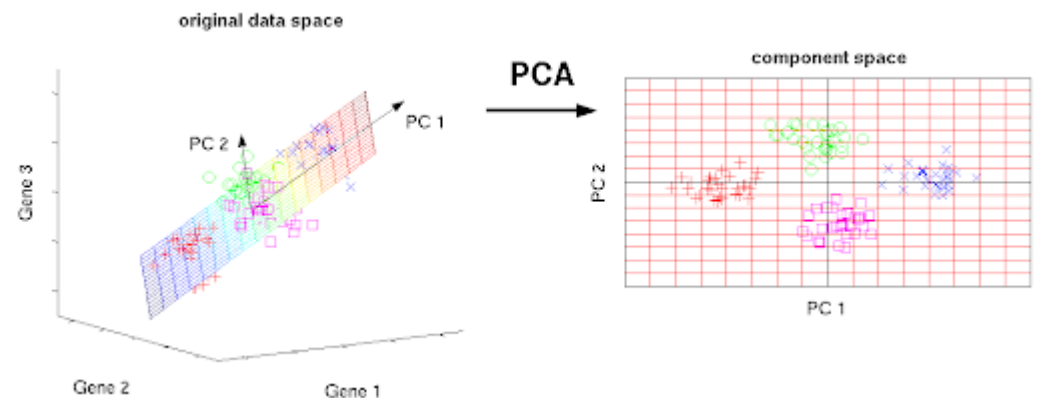 original data space
PCA
component space
PC 1
PC 2
Gene 3
PC 2
Gene 2
Gene 1
PC 1